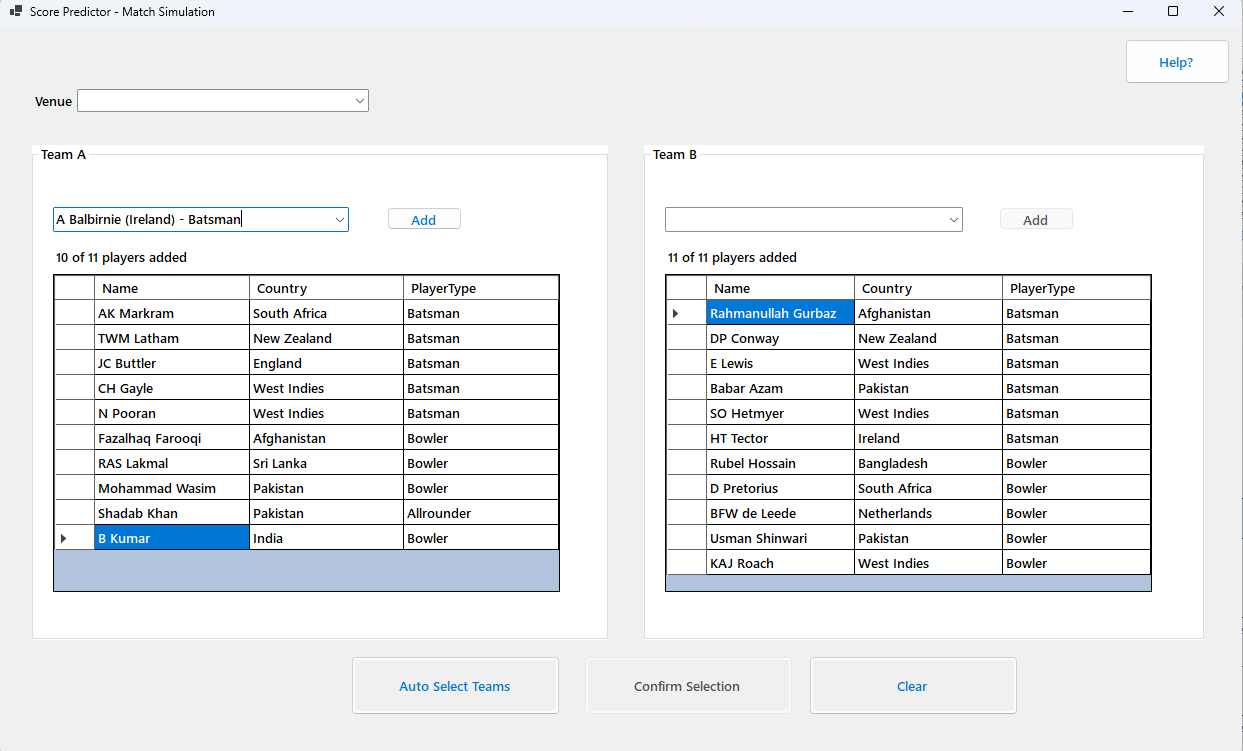 Score Predictor - Match Simulation
Help?
Venue
Team A
A Balbirnie (Ireland) - Batsman
Add
10 of 11 players added
Name Country PlayerType
AK Markram South Africa Batsman
TWM Latham New Zealand Batsman
JC Buttler England Batsman
CH Gayle West Indies Batsman
N Pooran West Indies Batsman
Fazalhaq Farooqi Afghanistan Bowler
RAS Lakmal Sri Lanka Bowler
Mohammad Wasim Pakistan Bowler
Shadab Khan Pakistan Allrounder
B Kumar India Bowler
Team B
Add
11 of 11 players added
Name Country PlayerType
Rahmanullah Gurbaz Afghanistan Batsman
DP Conway New Zealand Batsman
E Lewis West Indies Batsman
Babar Azam Pakistan Batsman
SO Hetmyer West Indies Batsman
HT Tector Ireland Batsman
Rubel Hossain Bangladesh Bowler
D Pretorius South Africa Bowler
BFW de Leede Netherlands Bowler
Usman Shinwari Pakistan Bowler
KAJ Roach West Indies Bowler
Auto Select Teams
Confirm Selection
Clear